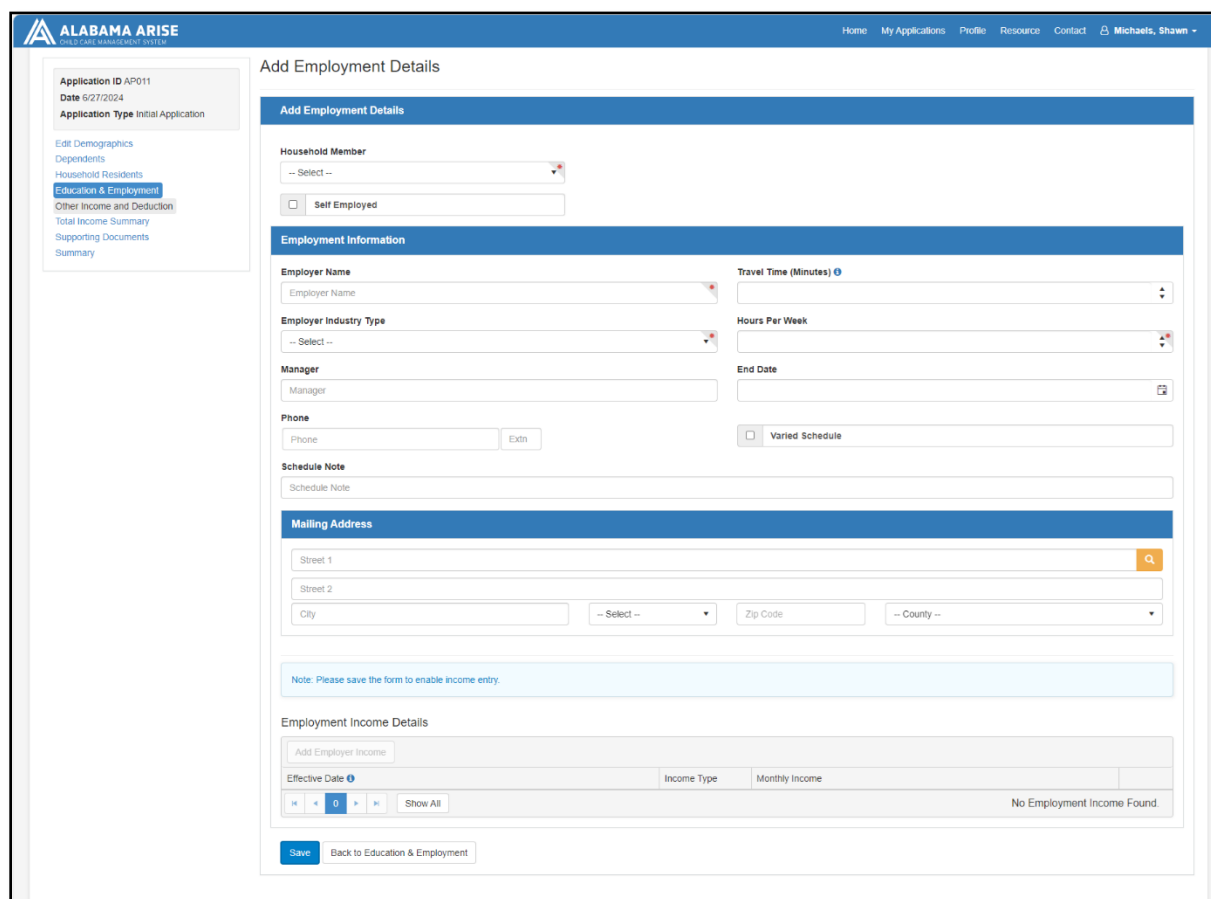 ALABAMA ARISE
CHILD CARE MANAGEMENT SYSTEM
Home My Applications Profile Resource Contact Michaels, Shawn
Application ID AP011
Date 6/27/2024
Application Type Initial Application
Edit Demographics
Dependents
Household Residents
Education & Employment
Other Income and Deduction
Total Income Summary
Supporting Documents
Summary
Add Employment Details
Add Employment Details
Household Member
-- Select --
Self Employed
Employment Information
Employer Name Travel Time (Minutes)
Employer Name
Employer Industry Type Hours Per Week
-- Select --
Manager End Date
Manager
Phone
Phone Extn Varied Schedule
Schedule Note
Schedule Note
Mailing Address
Street 1
Street 2
City -- Select -- Zip Code -- County --
Note: Please save the form to enable income entry.
Employment Income Details
Add Employer Income
Effective Date Income Type Monthly Income
0 Show All No Employment Income Found.
Save Back to Education & Employment